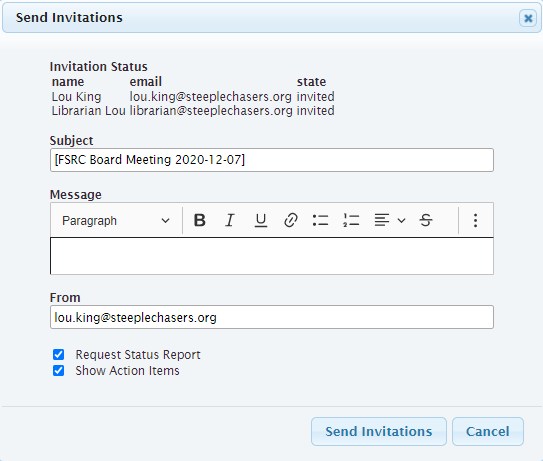 Send Invitations
Invitation Status
name email state
Lou King lou.king@steeplechasers.org invited
Librarian Lou librarian@steeplechasers.org invited
Subject
[FSRC Board Meeting 2020-12-07]
Message
Paragraph
From
lou.king@steeplechasers.org
Request Status Report
Show Action Items
Send Invitations Cancel